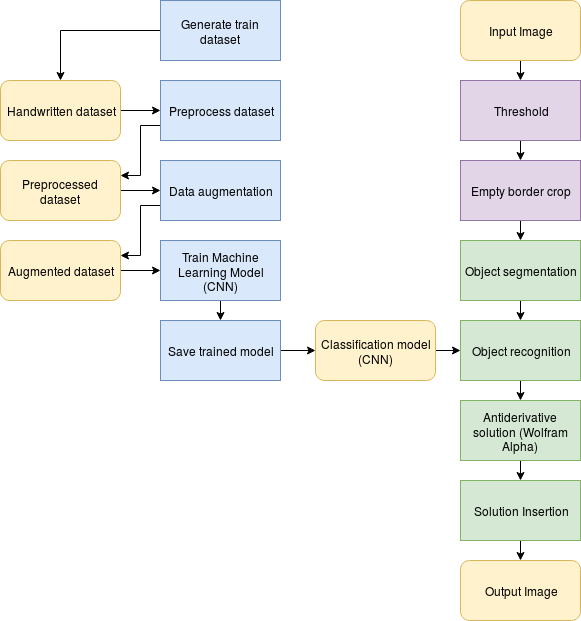 Generate train
dataset
Input Image
Handwritten dataset
Preprocess dataset
Threshold
Preprocessed
dataset
Data augmentation
Empty border crop
Augmented dataset
Train Machine
Learning Model
(CNN)
Object segmentation
Save trained model
Classification model
(CNN)
Object recognition
Antiderivative
solution (Wolfram
Alpha)
Solution Insertion
Output Image